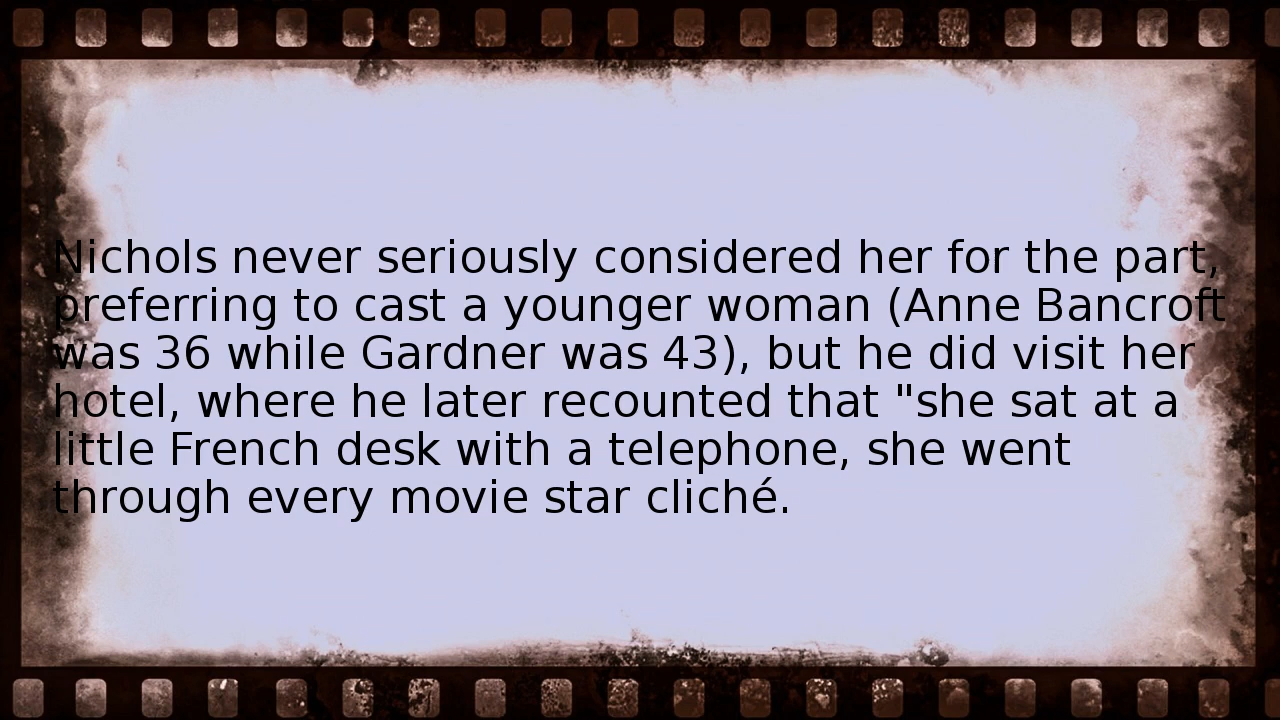 Nichols never seriously considered her for the part,
preferring to cast a younger woman (Anne Bancroft
was 36 while Gardner was 43), but he did visit her
hotel, where he later recounted that "she sat at a
little French desk with a telephone, she went
through every movie star cliché.